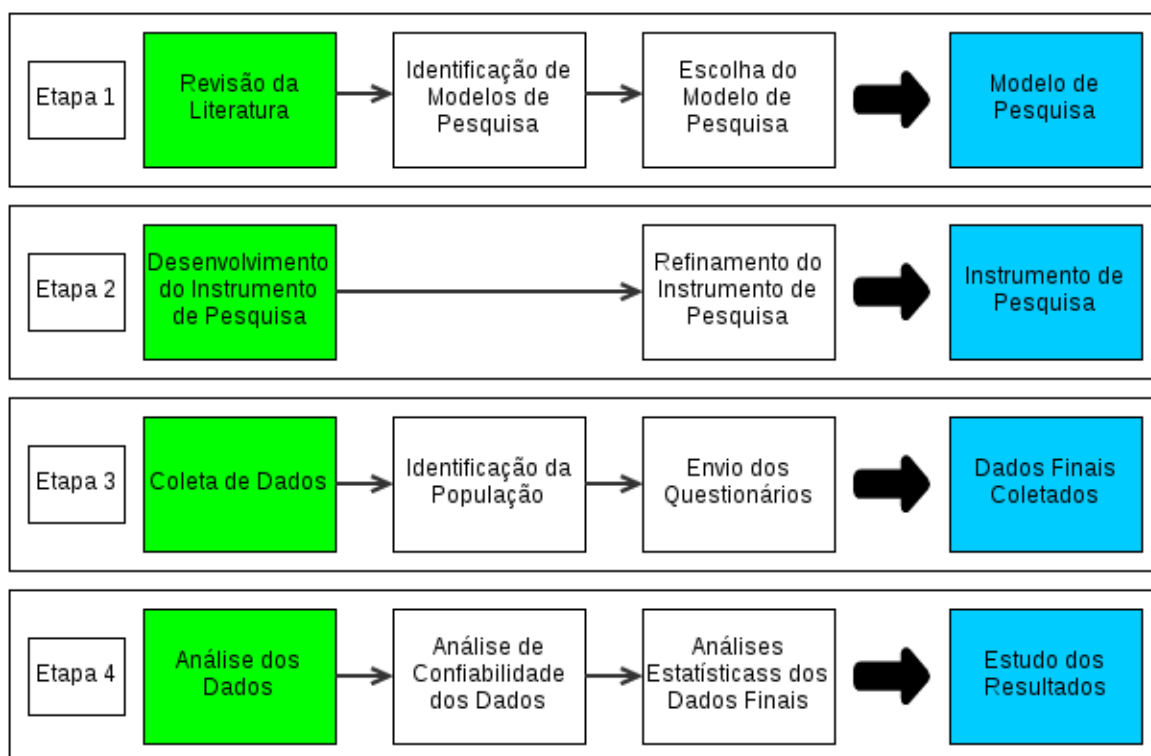 Etapa 1
Revisão da
Literatura
Identificação de
Modelos de
Pesquisa
Escolha do
Modelo de
Pesquisa
Modelo de
Pesquisa
Etapa 2
Desenvolvimento
do Instrumento
de Pesquisa
Refinamento do
Instrumento de
Pesquisa
Instrumento de
Pesquisa
Etapa 3
Coleta de Dados
Identificação da
População
Envio dos
Questionários
Dados Finais
Coletados
Etapa 4
Análise dos
Dados
Análise de
Confiabilidade
dos Dados
Análises
Estatísticass dos
Dados Finais
Estudo dos
Resultados